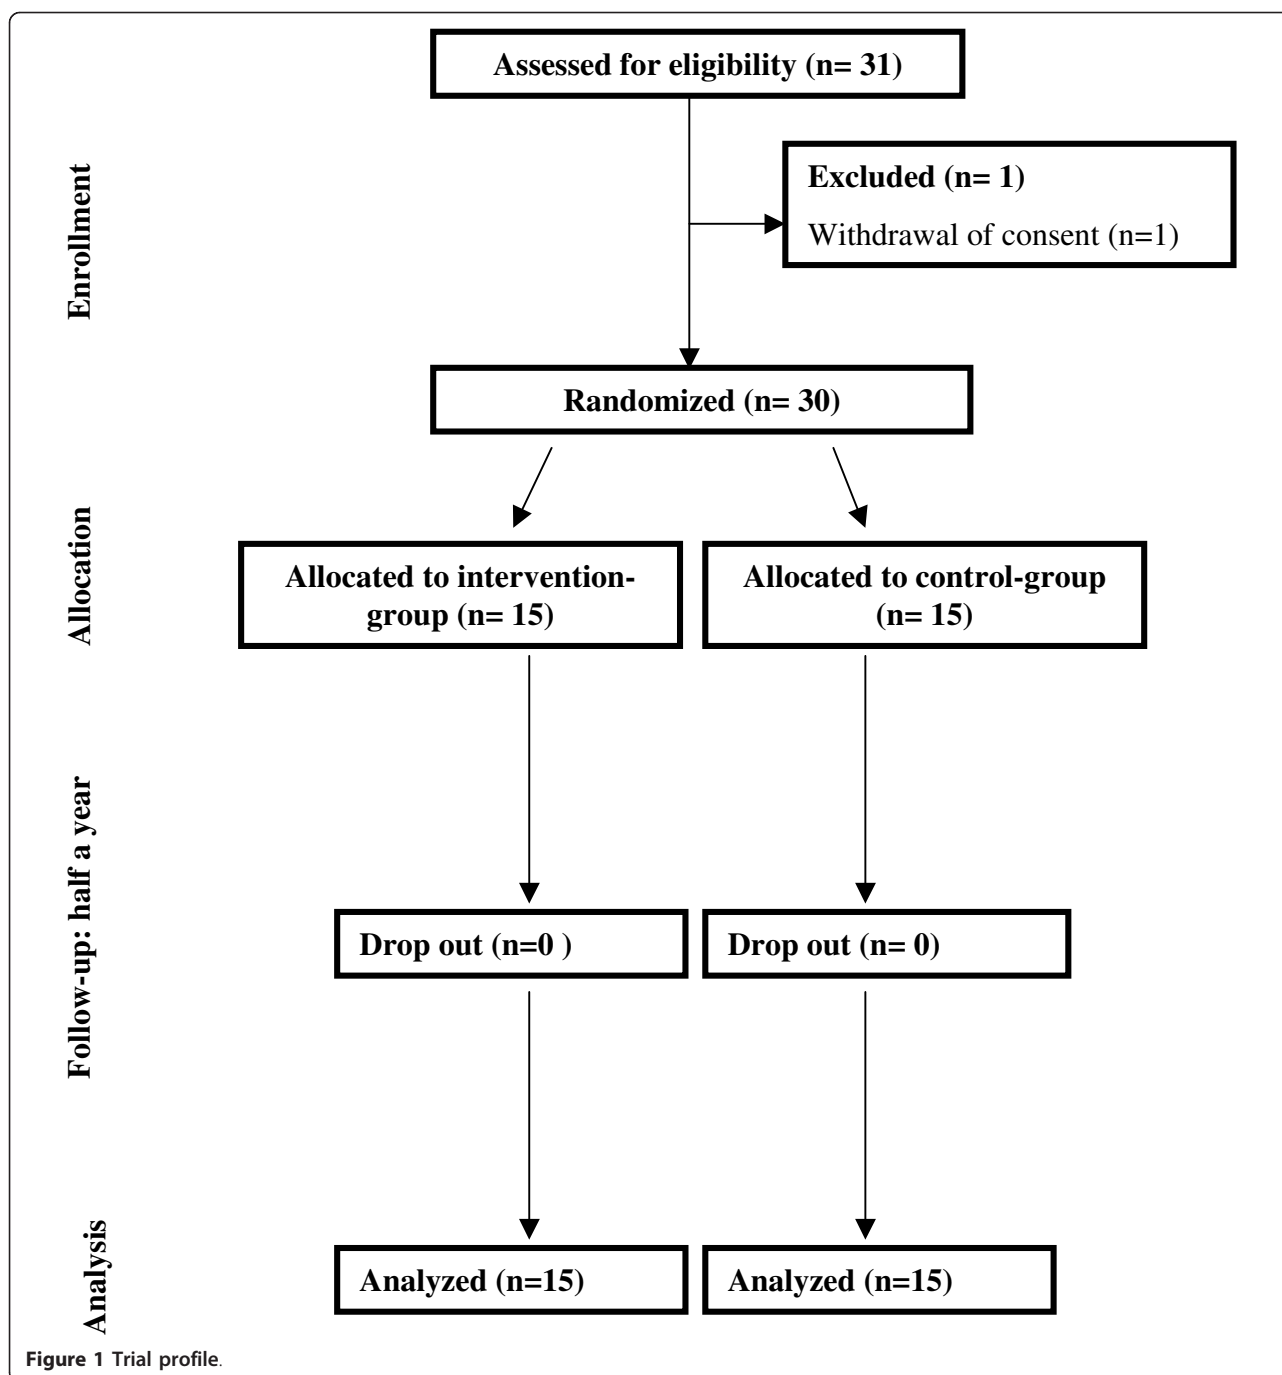 Assessed for eligibility (n= 31)
Enrollment
Excluded (n= 1)
Withdrawal of consent (n=1)
Randomized (n= 30)
Allocation
Allocated to intervention-
group (n= 15)
Allocated to control-group
(n= 15)
Follow-up: half a year
Drop out (n=0 )
Drop out (n= 0)
Analysis
Analyzed (n=15)
Analyzed (n=15)
Figure 1 Trial profile.